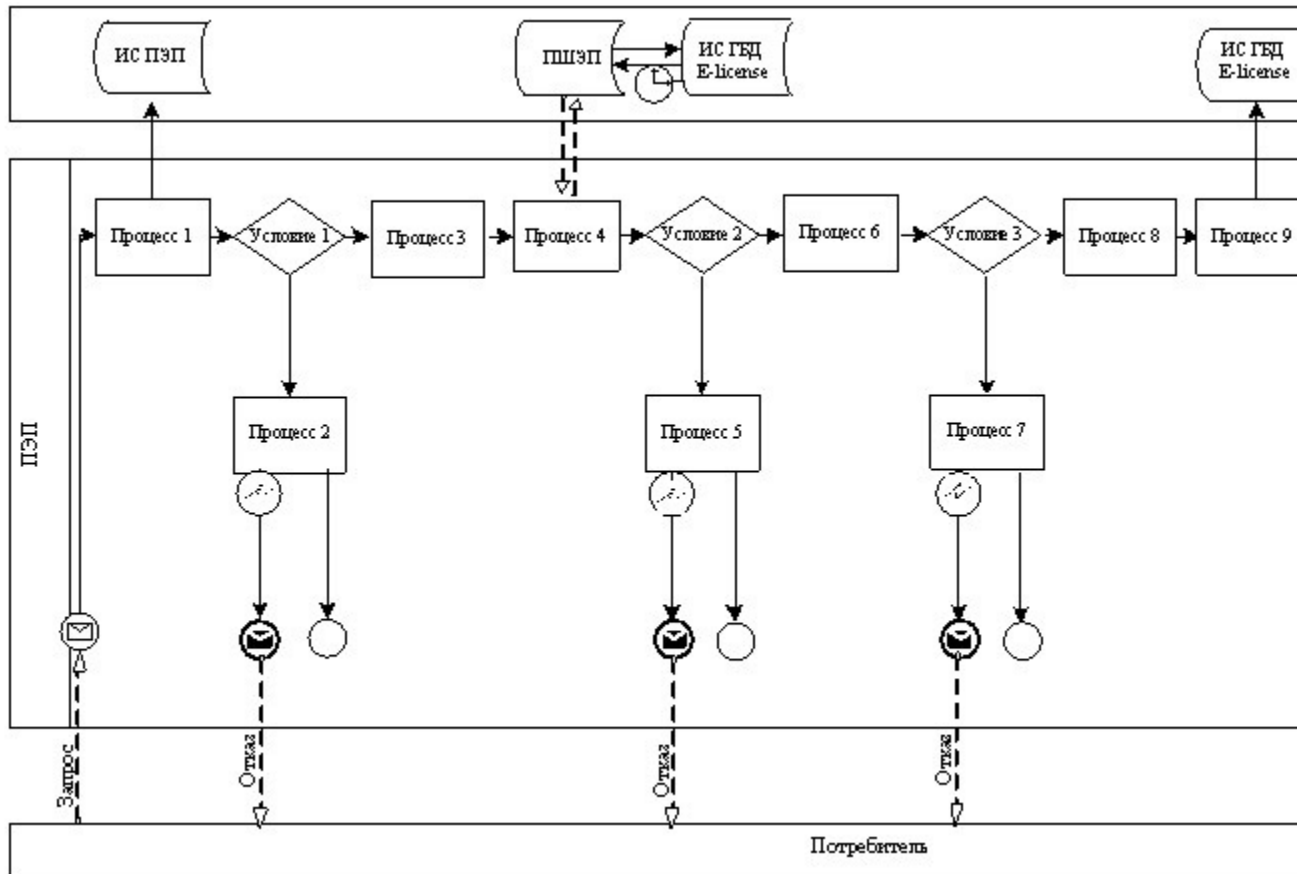 ИС ПЭП
ПШЭП
ИС ГБД
E-license
ИС ГБД
E-license
Процесс 1
Условие 1
Процесс 3
Процесс 4
Условие 2
Процесс 6
Условие 3
Процесс 8
Процесс 9
Процесс 2
Процесс 5
Процесс 7
ПЭП
Запрос
Отказ
Отказ
Отказ
Потребитель